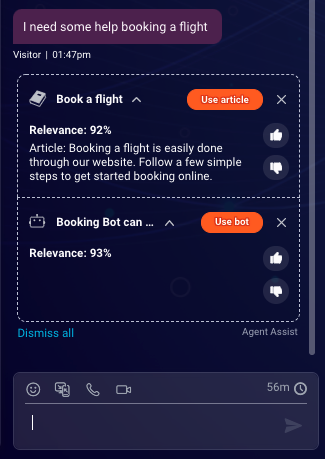 I need some help booking a flight
Visitor | 01:47pm
Book a flight
Use article
Relevance: 92%
Article: Booking a flight is easily done
through our website. Follow a few simple
steps to get started booking online.
Booking Bot can ...
Use bot
Relevance: 93%
Dismiss all
Agent Assist
56m